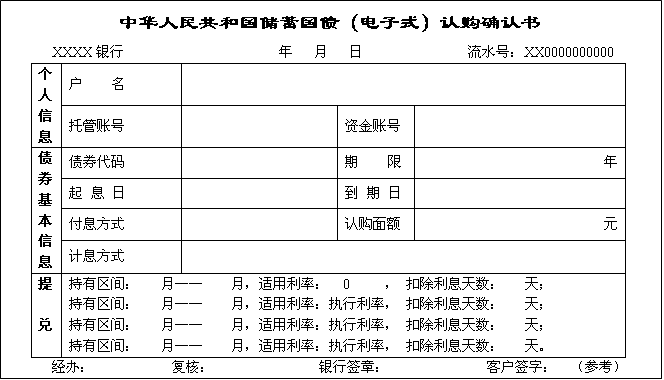 中华人民共和国储蓄国债（电子式）认购确认书
XXXX 银行 年 月 日 流水号：XX0000000000
个人信息
户 名
托管账号 资金账号
债券基本信息
债券代码 期 限 年
起 息 日 到 期 日
付息方式 认购面额 元
计息方式
提兑
持有区间： 月—— 月，适用利率： 0 ， 扣除利息天数： 天；
持有区间： 月—— 月，适用利率：执行利率， 扣除利息天数： 天；
持有区间： 月—— 月，适用利率：执行利率， 扣除利息天数： 天；
持有区间： 月—— 月，适用利率：执行利率， 扣除利息天数： 天。
经办： 复核： 银行签章： 客户签字： （参考）